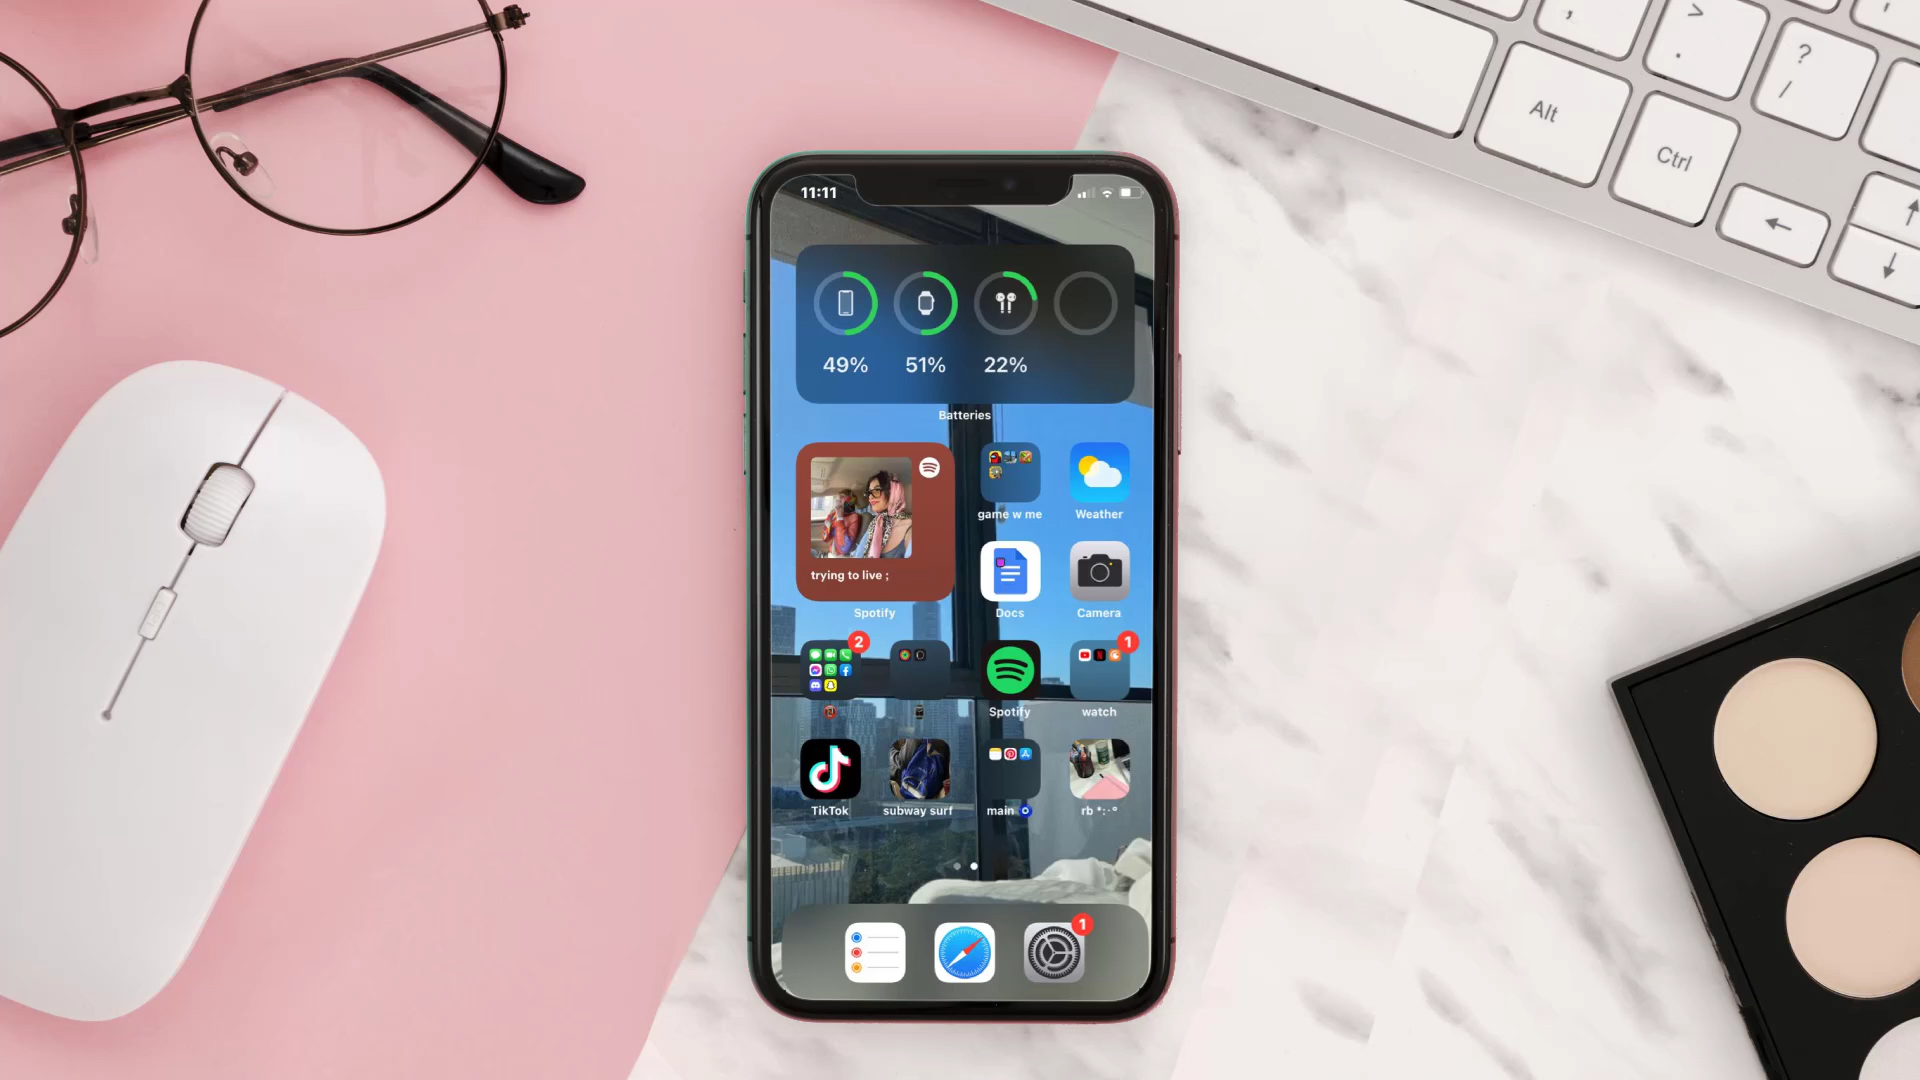 11:11
49% 51% 22%
Batteries
trying to live ;
Spotify
game w me
Weather
Docs
Camera
2
1
Spotify
watch
TikTok
subway surf
main
rb *:·°
1
Alt
Ctrl
?
/
>
.
,